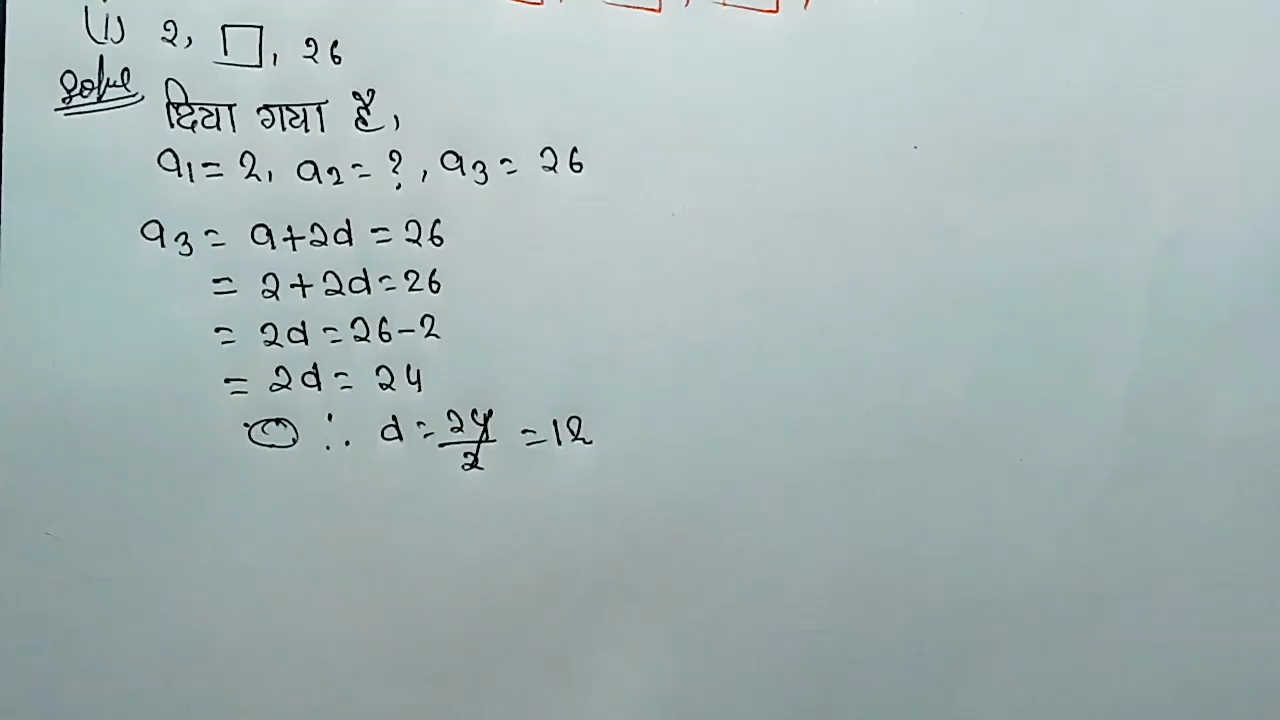 (i) 2, □, 26
Solve
दिया गया है,
a1 = 2, a2 = ?, a3 = 26
a3 = a+2d = 26
= 2+2d = 26
= 2d = 26-2
= 2d = 24
∴ d = 24/2 = 12